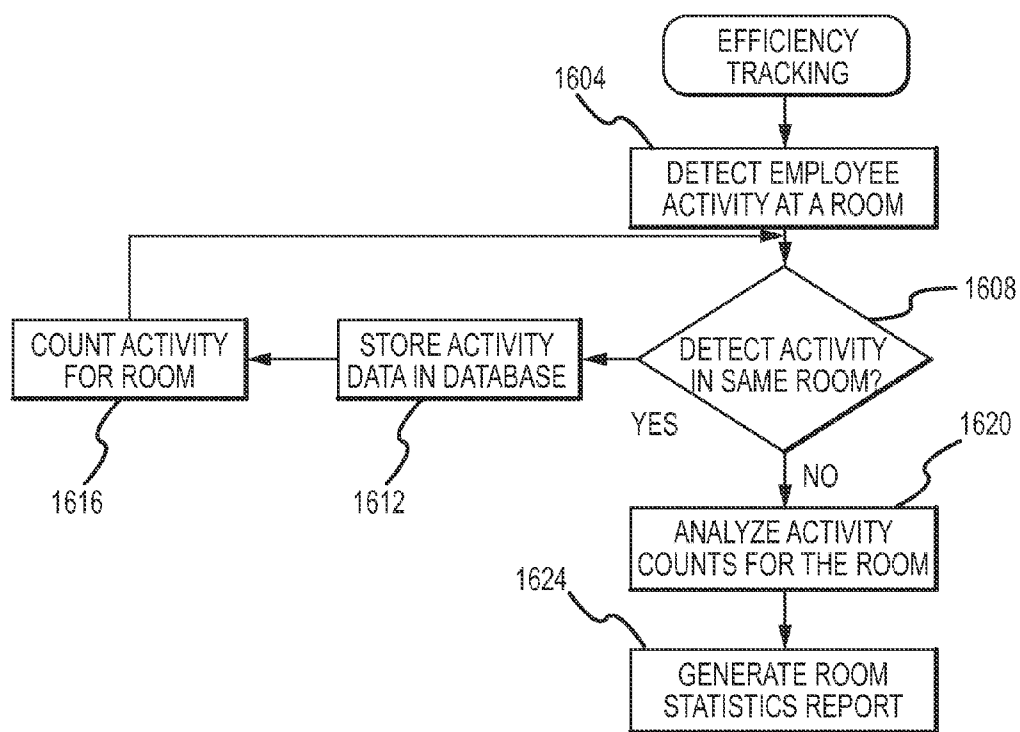 EFFICIENCY
TRACKING
1604
DETECT EMPLOYEE
ACTIVITY AT A ROOM
1608
DETECT ACTIVITY
IN SAME ROOM?
YES
STORE ACTIVITY
DATA IN DATABASE
1612
COUNT ACTIVITY
FOR ROOM
1616
NO
1620
ANALYZE ACTIVITY
COUNTS FOR THE ROOM
1624
GENERATE ROOM
STATISTICS REPORT